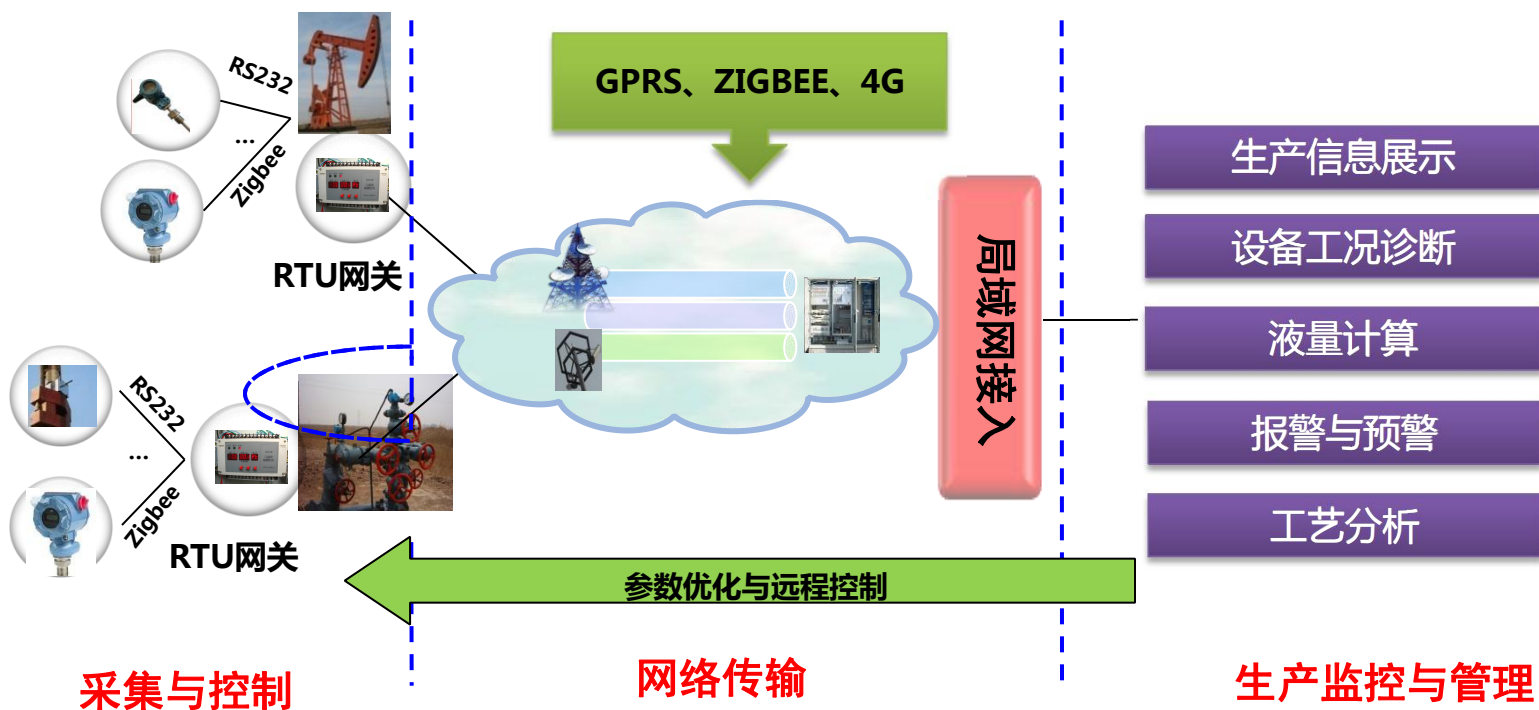 RS232
...
Zigbee
RTU网关
RS232
...
Zigbee
RTU网关
GPRS、ZIGBEE、4G
局域网接入
生产信息展示
设备工况诊断
液量计算
报警与预警
工艺分析
参数优化与远程控制
采集与控制
网络传输
生产监控与管理